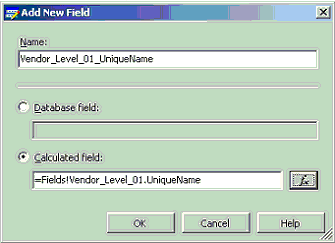 Add New Field
Name:
Vendor_Level_01_UniqueName
Database field:
Calculated field:
=Fields!Vendor_Level_01.UniqueName
fx
OK
Cancel
Help